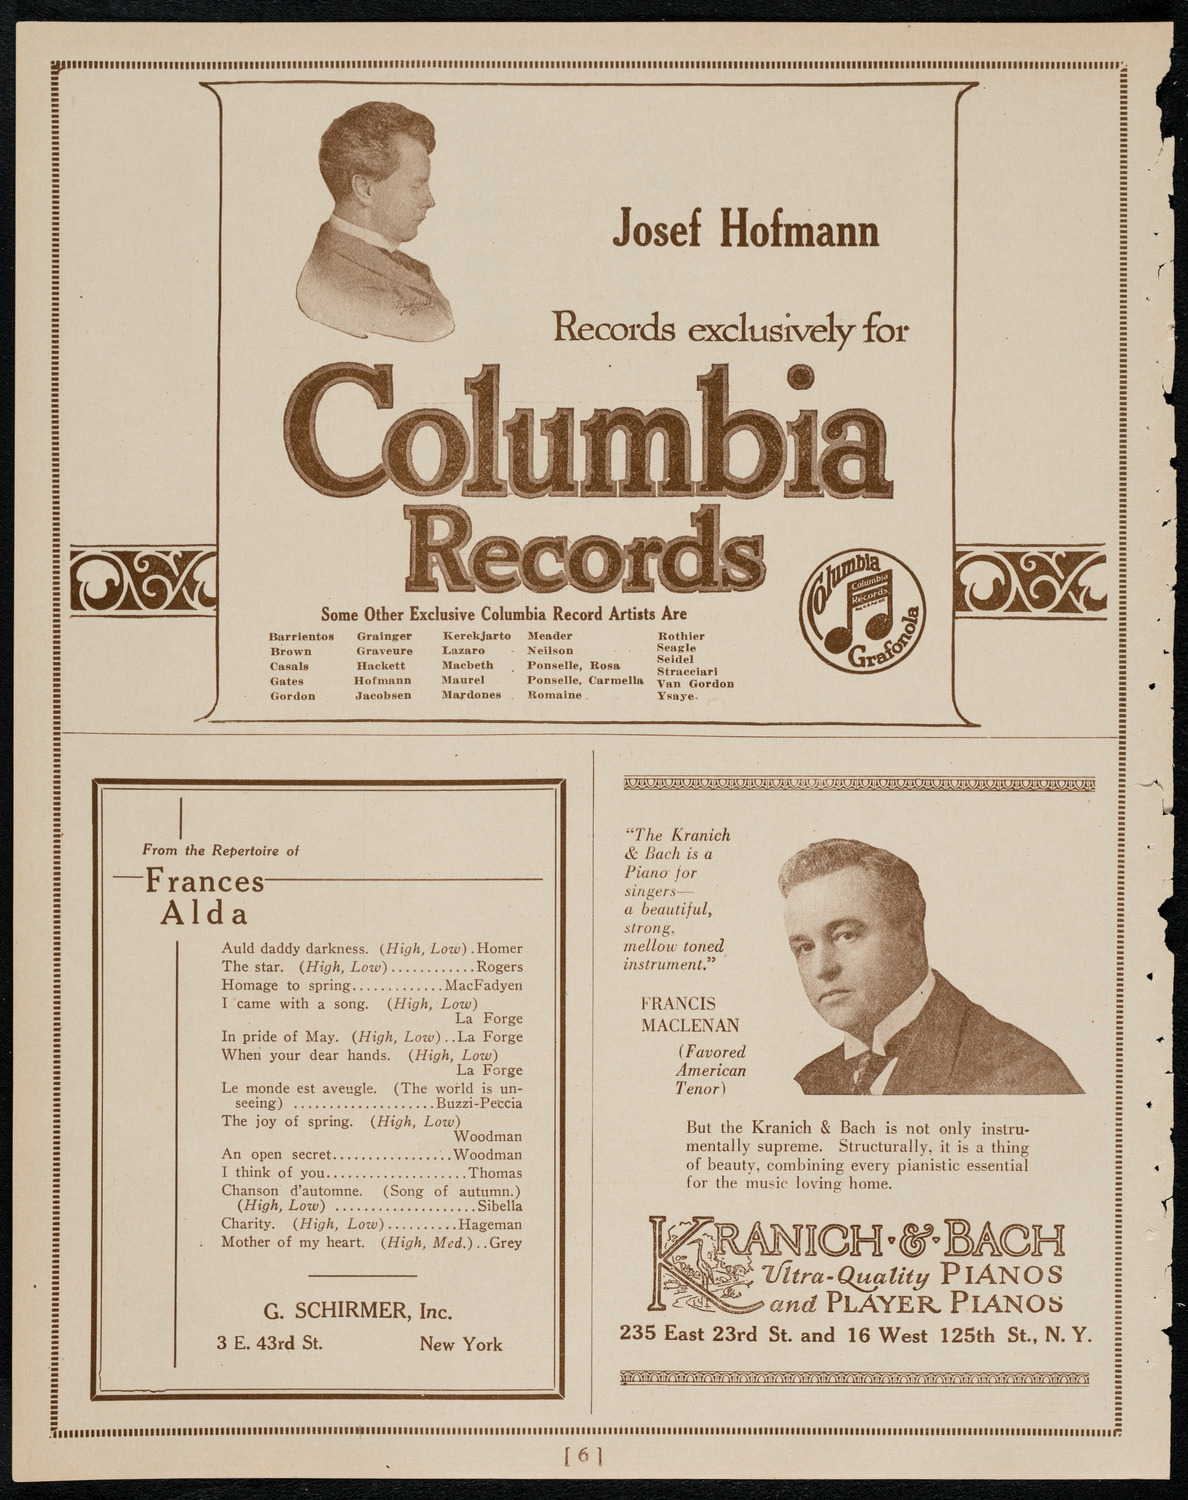 Josef Hofmann
Records exclusively for
Columbia
Records
Some Other Exclusive Columbia Record Artists Are
Barrientos
Brown
Casals
Gates
Gordon
Grainger
Graveure
Hackett
Hofmann
Jacobsen
Kerekjarto
Lazaro
Macbeth
Maurel
Mardones
Meader
Neilson
Ponselle, Rosa
Ponselle, Carmella
Romaine
Rothier
Seagle
Seidel
Stracciari
Van Gordon
Ysaye
Columbia
Columbia
Records
Grafonola
From the Repertoire of
Frances
Alda
Auld daddy darkness. (High, Low).Homer
The star. (High, Low)............Rogers
Homage to spring.............MacFadyen
I came with a song. (High, Low)
La Forge
In pride of May. (High, Low)..La Forge
When your dear hands. (High, Low)
La Forge
Le monde est aveugle. (The world is un-
seeing) ....................Buzzi-Peccia
The joy of spring. (High, Low)
Woodman
An open secret.................Woodman
I think of you....................Thomas
Chanson d'automne. (Song of autumn.)
(High, Low) ....................Sibella
Charity. (High, Low)..........Hageman
Mother of my heart. (High, Med.)..Grey
G. SCHIRMER, Inc.
3 E. 43rd St. New York
"The Kranich
& Bach is a
Piano for
singers—
a beautiful,
strong,
mellow toned
instrument."
FRANCIS
MACLENAN
(Favored
American
Tenor)
But the Kranich & Bach is not only instru-
mentally supreme. Structurally, it is a thing
of beauty, combining every pianistic essential
for the music loving home.
KRANICH·&·BACH
Ultra-Quality PIANOS
and PLAYER PIANOS
235 East 23rd St. and 16 West 125th St., N. Y.
[ 6 ]